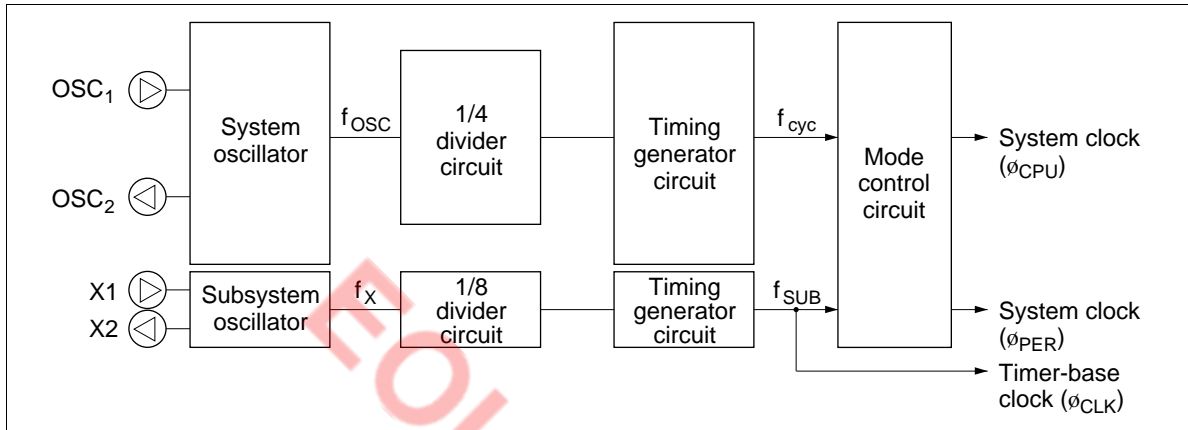 OSC1
OSC2
System
oscillator
fOSC
1/4
divider
circuit
Timing
generator
circuit
fcyc
Mode
control
circuit
System clock
(øCPU)
X1
X2
Subsystem
oscillator
fX
1/8
divider
circuit
Timing
generator
circuit
fSUB
System clock
(øPER)
Timer-base
clock (øCLK)